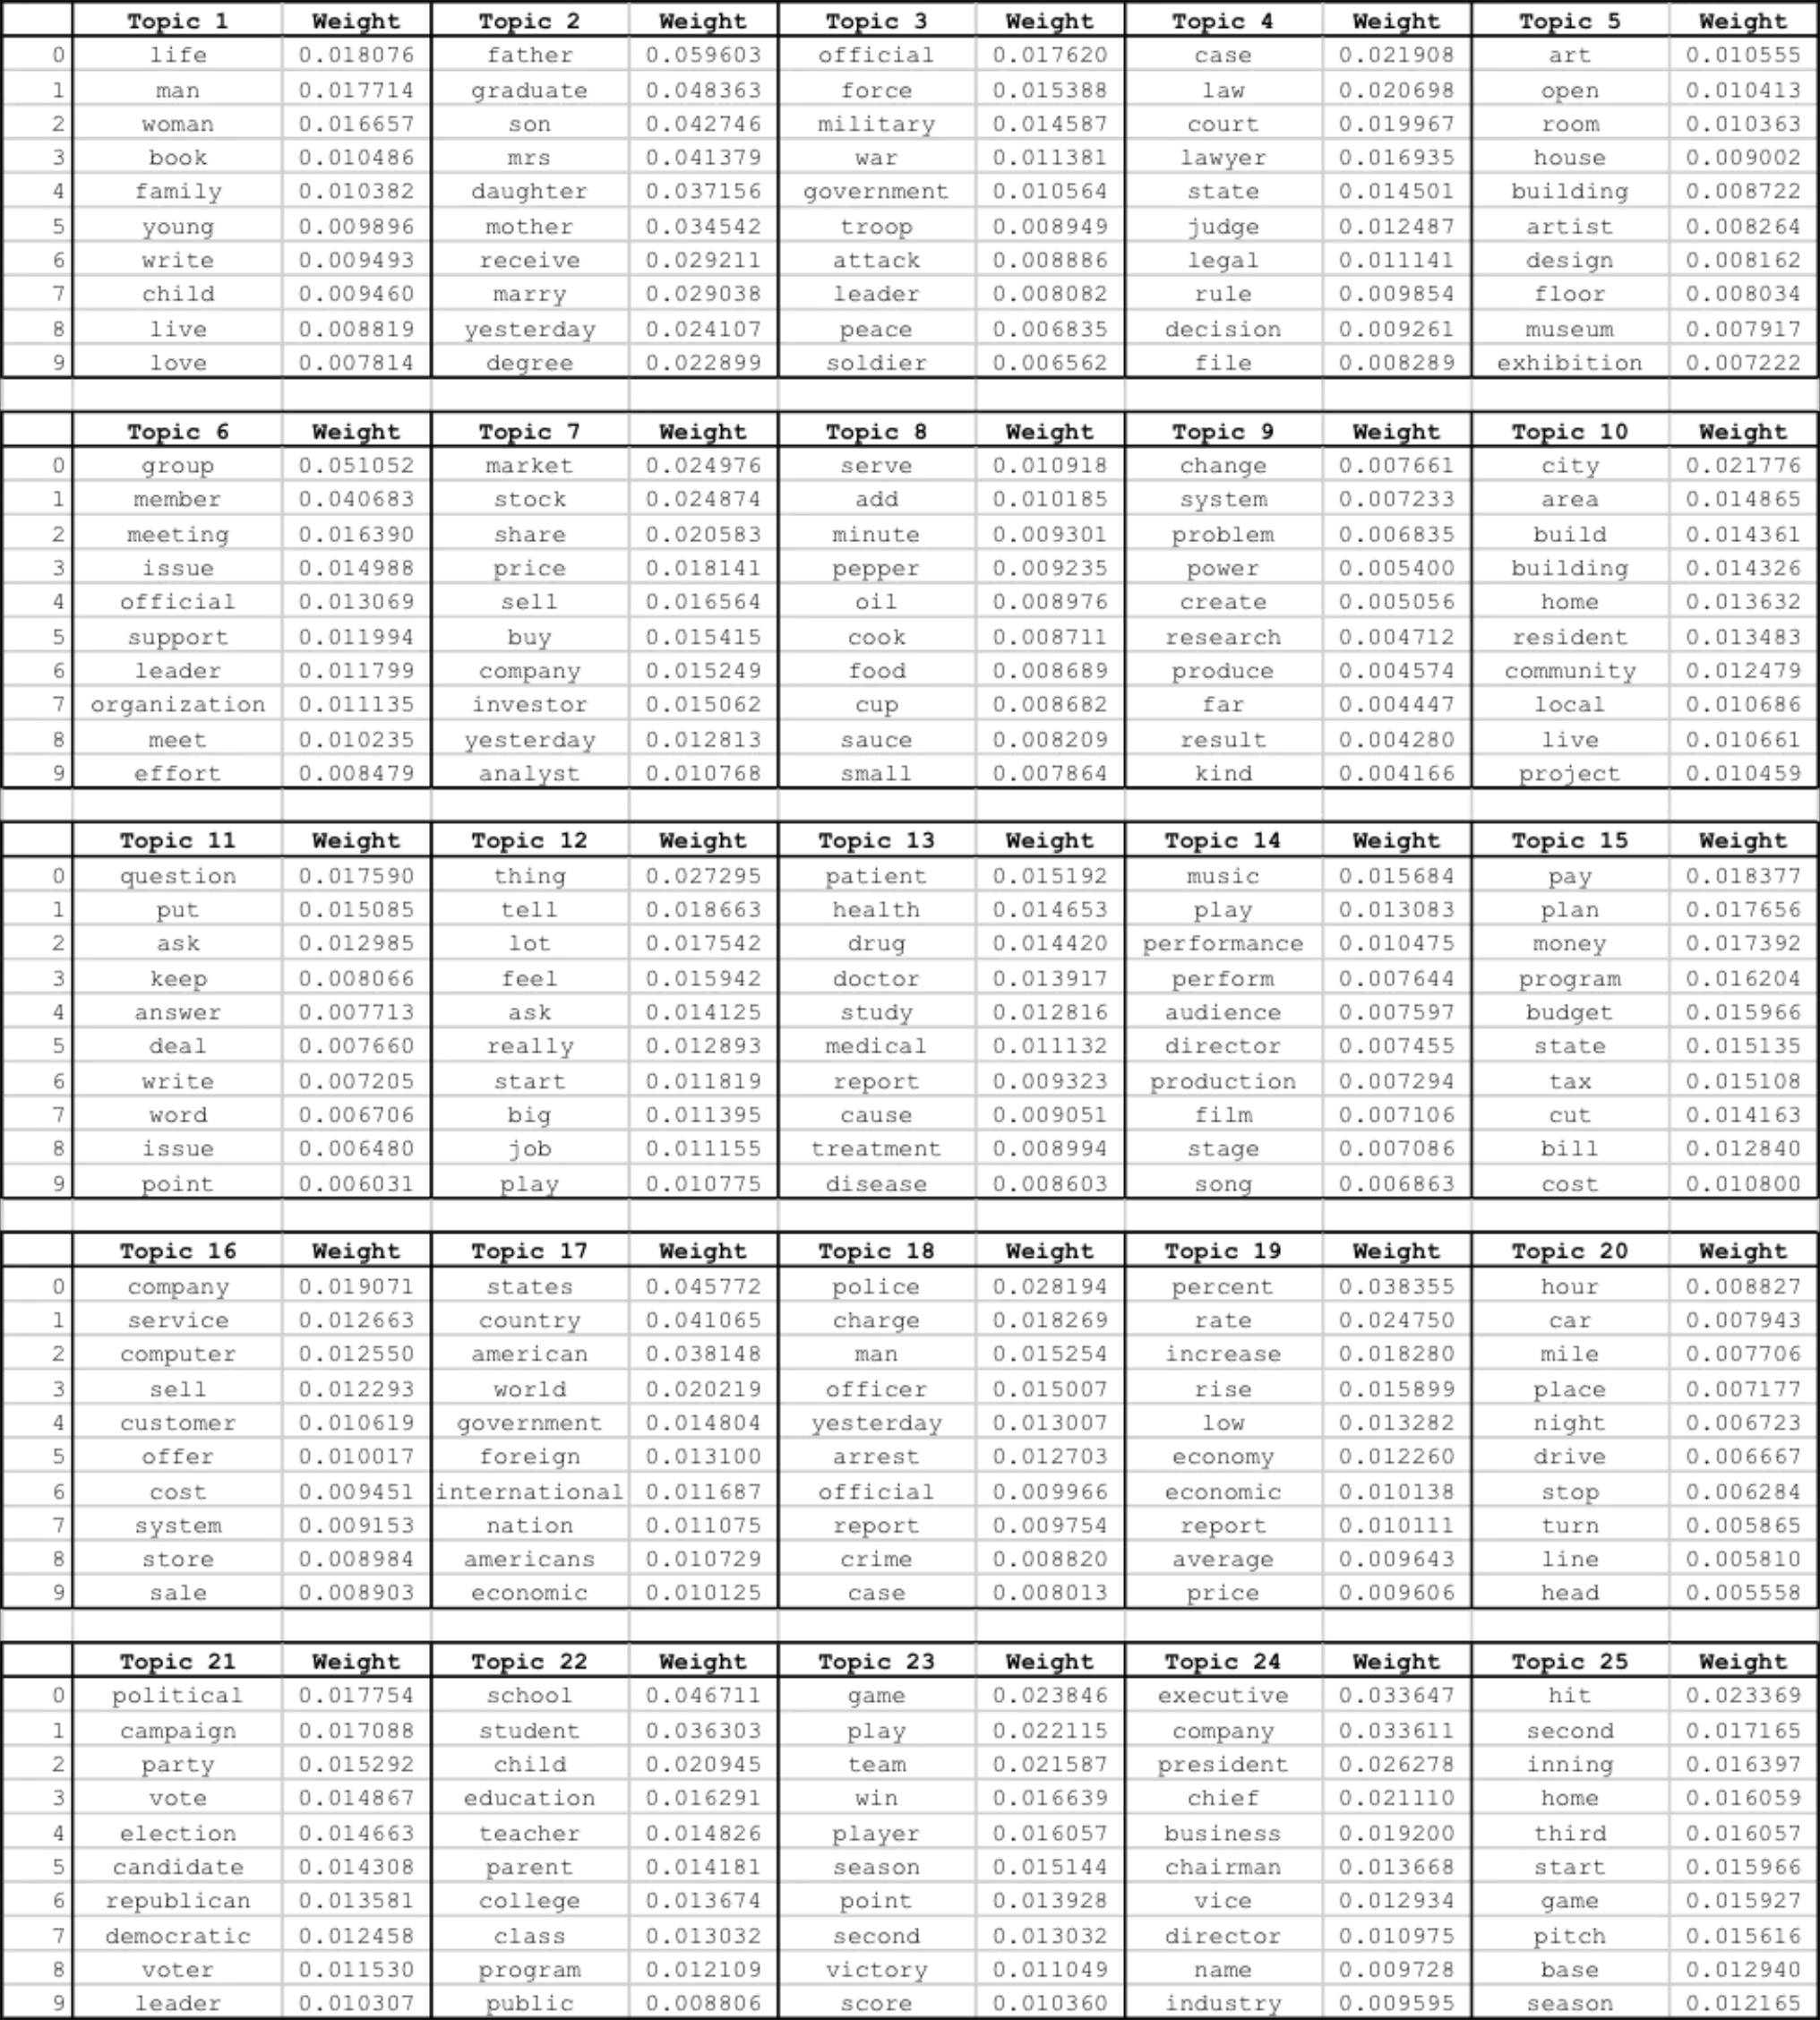 Topic 1 Weight Topic 2 Weight Topic 3 Weight Topic 4 Weight Topic 5 Weight
0 life 0.018076 father 0.059603 official 0.017620 case 0.021908 art 0.010555
1 man 0.017714 graduate 0.048363 force 0.015388 law 0.020698 open 0.010413
2 woman 0.016657 son 0.042746 military 0.014587 court 0.019967 room 0.010363
3 book 0.010486 mrs 0.041379 war 0.011381 lawyer 0.016935 house 0.009002
4 family 0.010382 daughter 0.037156 government 0.010564 state 0.014501 building 0.008722
5 young 0.009896 mother 0.034542 troop 0.008949 judge 0.012487 artist 0.008264
6 write 0.009493 receive 0.029211 attack 0.008886 legal 0.011141 design 0.008162
7 child 0.009460 marry 0.029038 leader 0.008082 rule 0.009854 floor 0.008034
8 live 0.008819 yesterday 0.024107 peace 0.006835 decision 0.009261 museum 0.007917
9 love 0.007814 degree 0.022899 soldier 0.006562 file 0.008289 exhibition 0.007222
Topic 6 Weight Topic 7 Weight Topic 8 Weight Topic 9 Weight Topic 10 Weight
0 group 0.051052 market 0.024976 serve 0.010918 change 0.007661 city 0.021776
1 member 0.040683 stock 0.024874 add 0.010185 system 0.007233 area 0.014865
2 meeting 0.016390 share 0.020583 minute 0.009301 problem 0.006835 build 0.014361
3 issue 0.014988 price 0.018141 pepper 0.009235 power 0.005400 building 0.014326
4 official 0.013069 sell 0.016564 oil 0.008976 create 0.005056 home 0.013632
5 support 0.011994 buy 0.015415 cook 0.008711 research 0.004712 resident 0.013483
6 leader 0.011799 company 0.015249 food 0.008689 produce 0.004574 community 0.012479
7 organization 0.011135 investor 0.015062 cup 0.008682 far 0.004447 local 0.010686
8 meet 0.010235 yesterday 0.012813 sauce 0.008209 result 0.004280 live 0.010661
9 effort 0.008479 analyst 0.010768 small 0.007864 kind 0.004166 project 0.010459
Topic 11 Weight Topic 12 Weight Topic 13 Weight Topic 14 Weight Topic 15 Weight
0 question 0.017590 thing 0.027295 patient 0.015192 music 0.015684 pay 0.018377
1 put 0.015085 tell 0.018663 health 0.014653 play 0.013083 plan 0.017656
2 ask 0.012985 lot 0.017542 drug 0.014420 performance 0.010475 money 0.017392
3 keep 0.008066 feel 0.015942 doctor 0.013917 perform 0.007644 program 0.016204
4 answer 0.007713 ask 0.014125 study 0.012816 audience 0.007597 budget 0.015966
5 deal 0.007660 really 0.012893 medical 0.011132 director 0.007455 state 0.015135
6 write 0.007205 start 0.011819 report 0.009323 production 0.007294 tax 0.015108
7 word 0.006706 big 0.011395 cause 0.009051 film 0.007106 cut 0.014163
8 issue 0.006480 job 0.011155 treatment 0.008994 stage 0.007086 bill 0.012840
9 point 0.006031 play 0.010775 disease 0.008603 song 0.006863 cost 0.010800
Topic 16 Weight Topic 17 Weight Topic 18 Weight Topic 19 Weight Topic 20 Weight
0 company 0.019071 states 0.045772 police 0.028194 percent 0.038355 hour 0.008827
1 service 0.012663 country 0.041065 charge 0.018269 rate 0.024750 car 0.007943
2 computer 0.012550 american 0.038148 man 0.015254 increase 0.018280 mile 0.007706
3 sell 0.012293 world 0.020219 officer 0.015007 rise 0.015899 place 0.007177
4 customer 0.010619 government 0.014804 yesterday 0.013007 low 0.013282 night 0.006723
5 offer 0.010017 foreign 0.013100 arrest 0.012703 economy 0.012260 drive 0.006667
6 cost 0.009451 international 0.011687 official 0.009966 economic 0.010138 stop 0.006284
7 system 0.009153 nation 0.011075 report 0.009754 report 0.010111 turn 0.005865
8 store 0.008984 americans 0.010729 crime 0.008820 average 0.009643 line 0.005810
9 sale 0.008903 economic 0.010125 case 0.008013 price 0.009606 head 0.005558
Topic 21 Weight Topic 22 Weight Topic 23 Weight Topic 24 Weight Topic 25 Weight
0 political 0.017754 school 0.046711 game 0.023846 executive 0.033647 hit 0.023369
1 campaign 0.017088 student 0.036303 play 0.022115 company 0.033611 second 0.017165
2 party 0.015292 child 0.020945 team 0.021587 president 0.026278 inning 0.016397
3 vote 0.014867 education 0.016291 win 0.016639 chief 0.021110 home 0.016059
4 election 0.014663 teacher 0.014826 player 0.016057 business 0.019200 third 0.016057
5 candidate 0.014308 parent 0.014181 season 0.015144 chairman 0.013668 start 0.015966
6 republican 0.013581 college 0.013674 point 0.013928 vice 0.012934 game 0.015927
7 democratic 0.012458 class 0.013032 second 0.013032 director 0.010975 pitch 0.015616
8 voter 0.011530 program 0.012109 victory 0.011049 name 0.009728 base 0.012940
9 leader 0.010307 public 0.008806 score 0.010360 industry 0.009595 season 0.012165